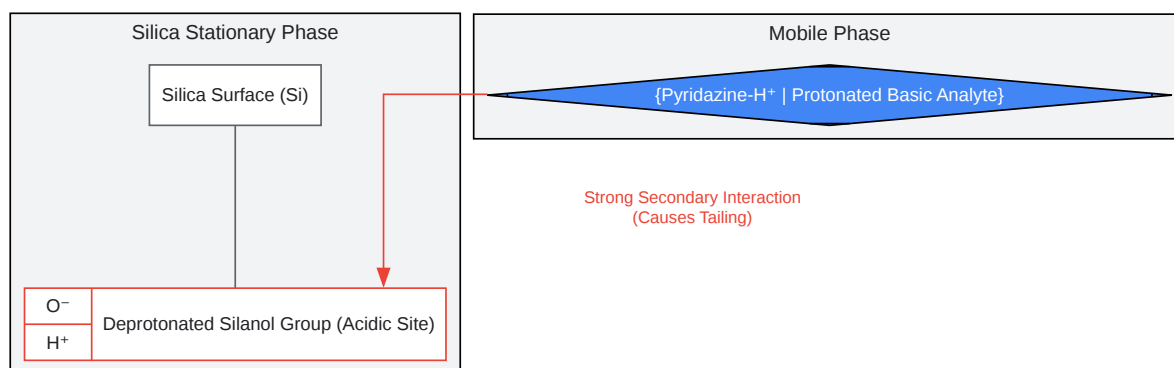 Silica Stationary Phase
Mobile Phase
Silica Surface (Si)
{Pyridazine-H⁺ | Protonated Basic Analyte}
Strong Secondary Interaction
(Causes Tailing)
O⁻
H⁺
Deprotonated Silanol Group (Acidic Site)